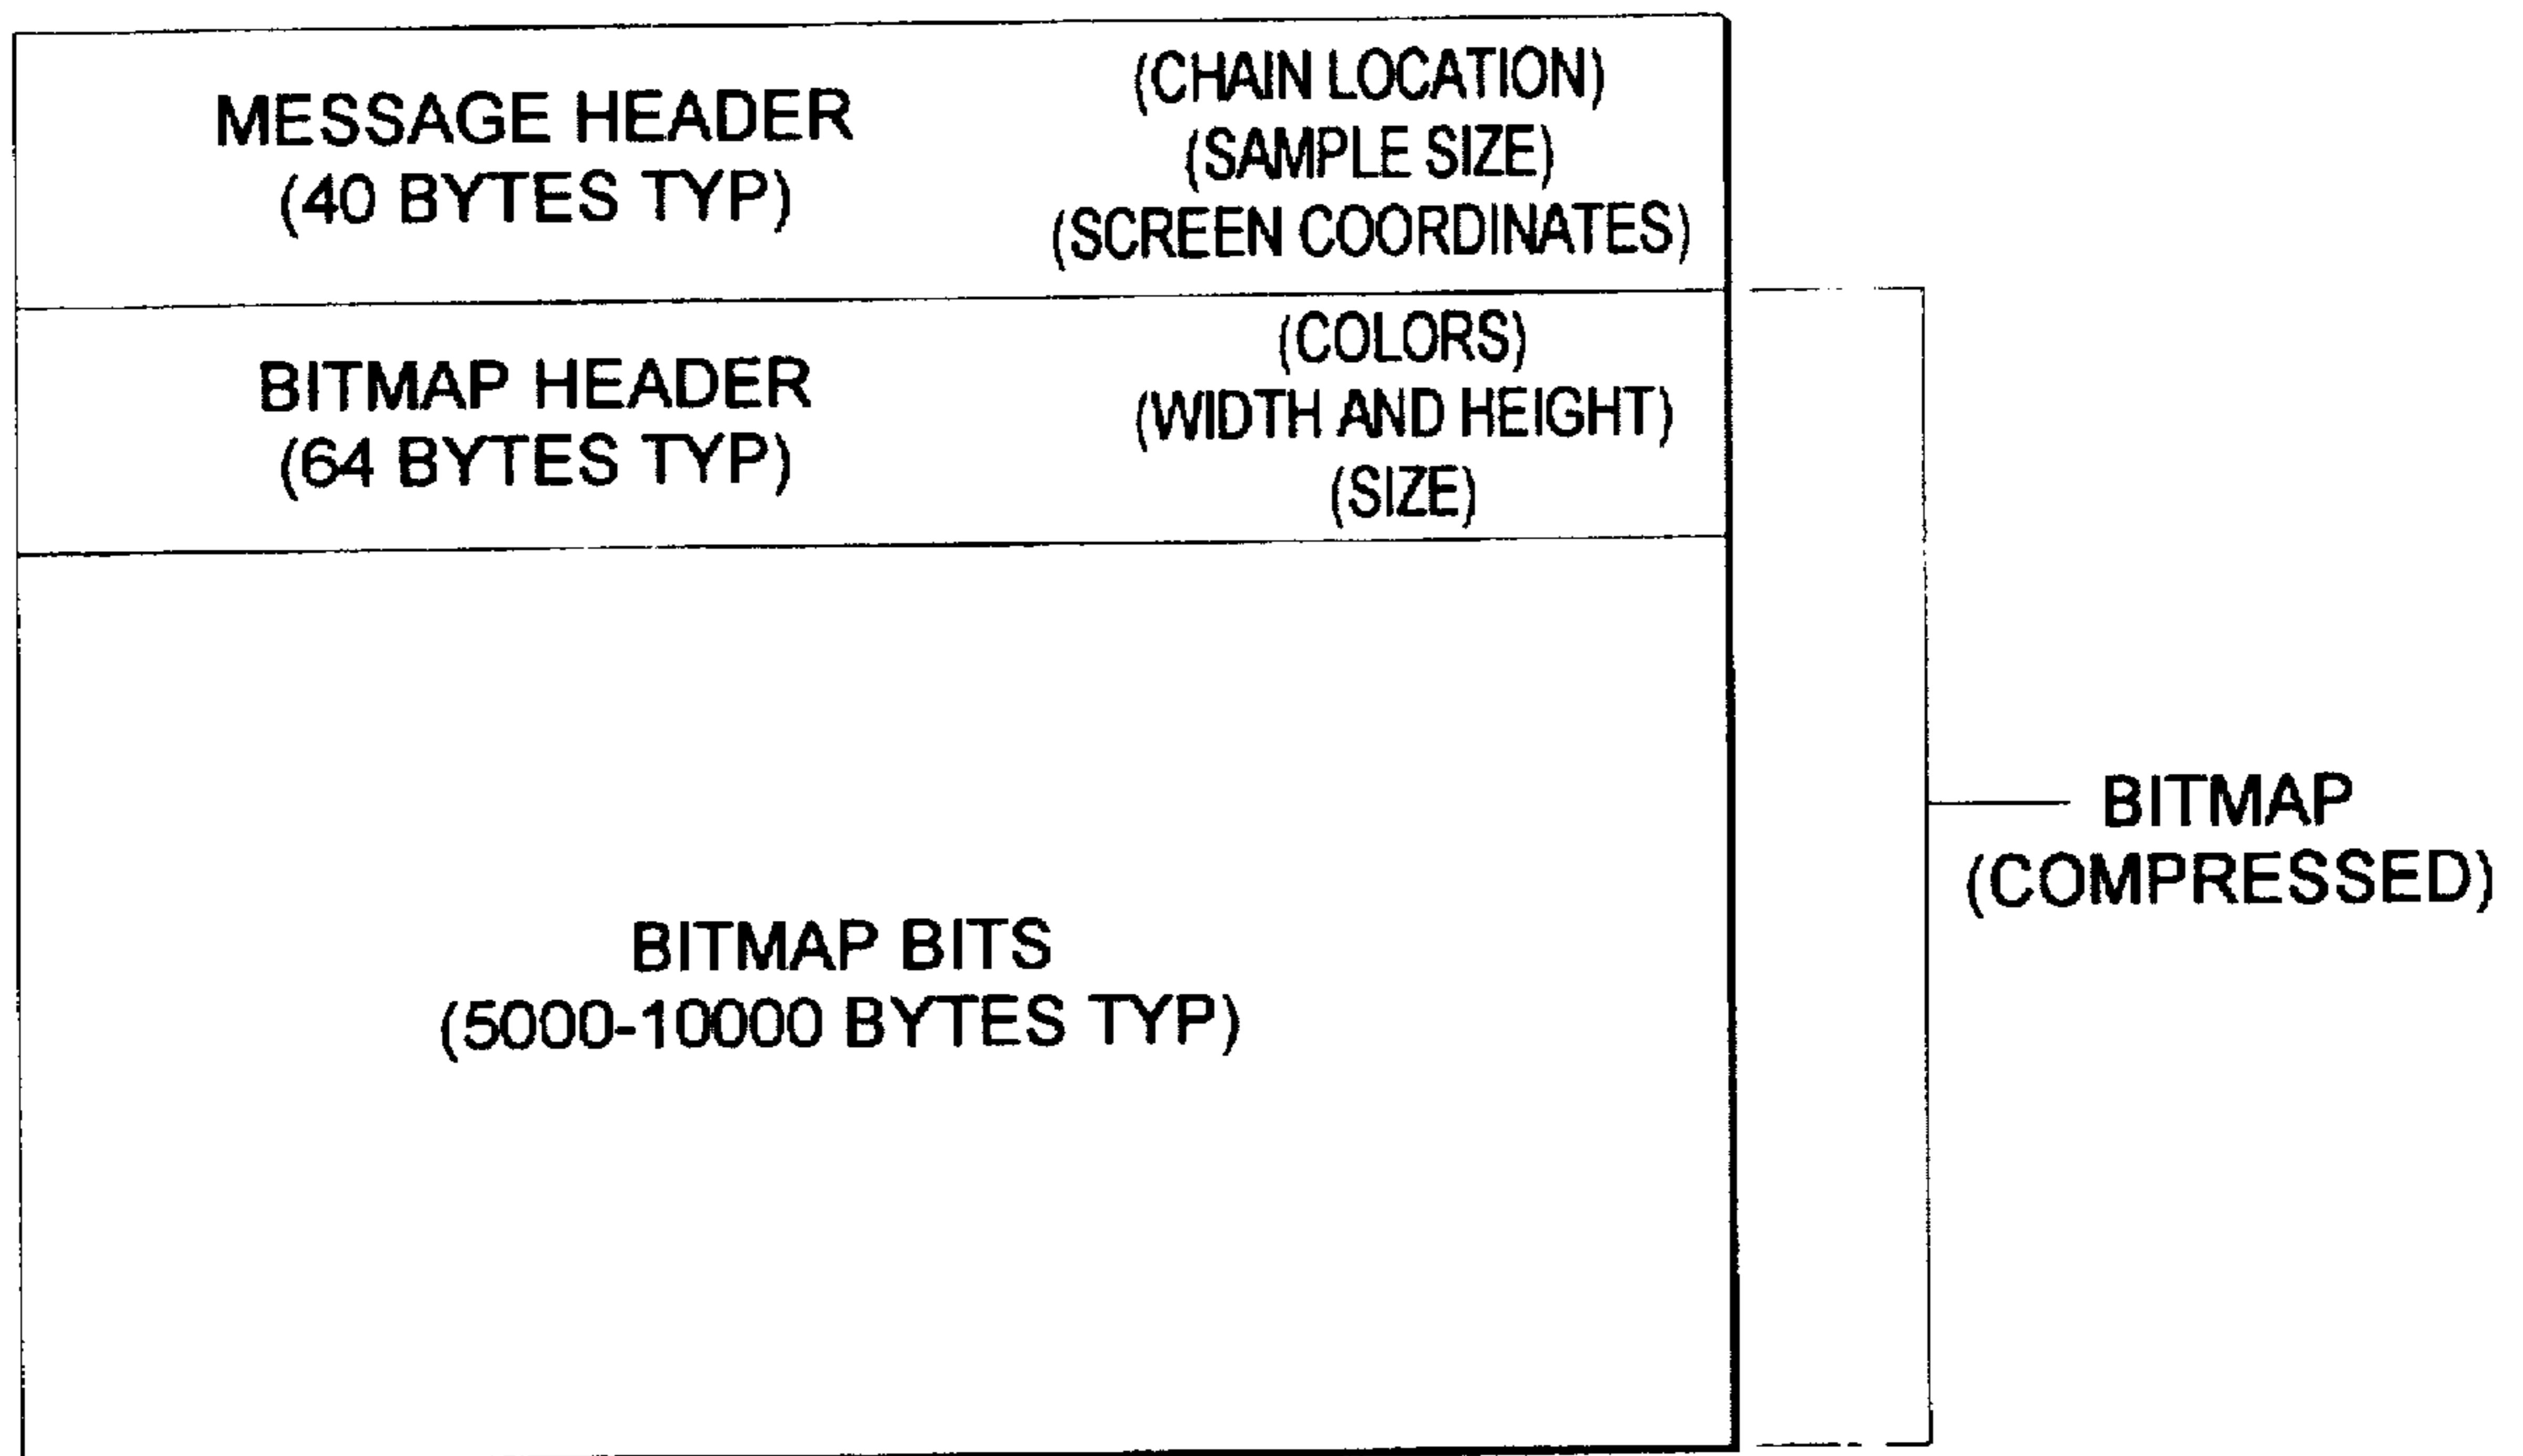 MESSAGE HEADER
(40 BYTES TYP)
(CHAIN LOCATION)
(SAMPLE SIZE)
(SCREEN COORDINATES)
BITMAP HEADER
(64 BYTES TYP)
(COLORS)
(WIDTH AND HEIGHT)
(SIZE)
BITMAP BITS
(5000-10000 BYTES TYP)
BITMAP
(COMPRESSED)